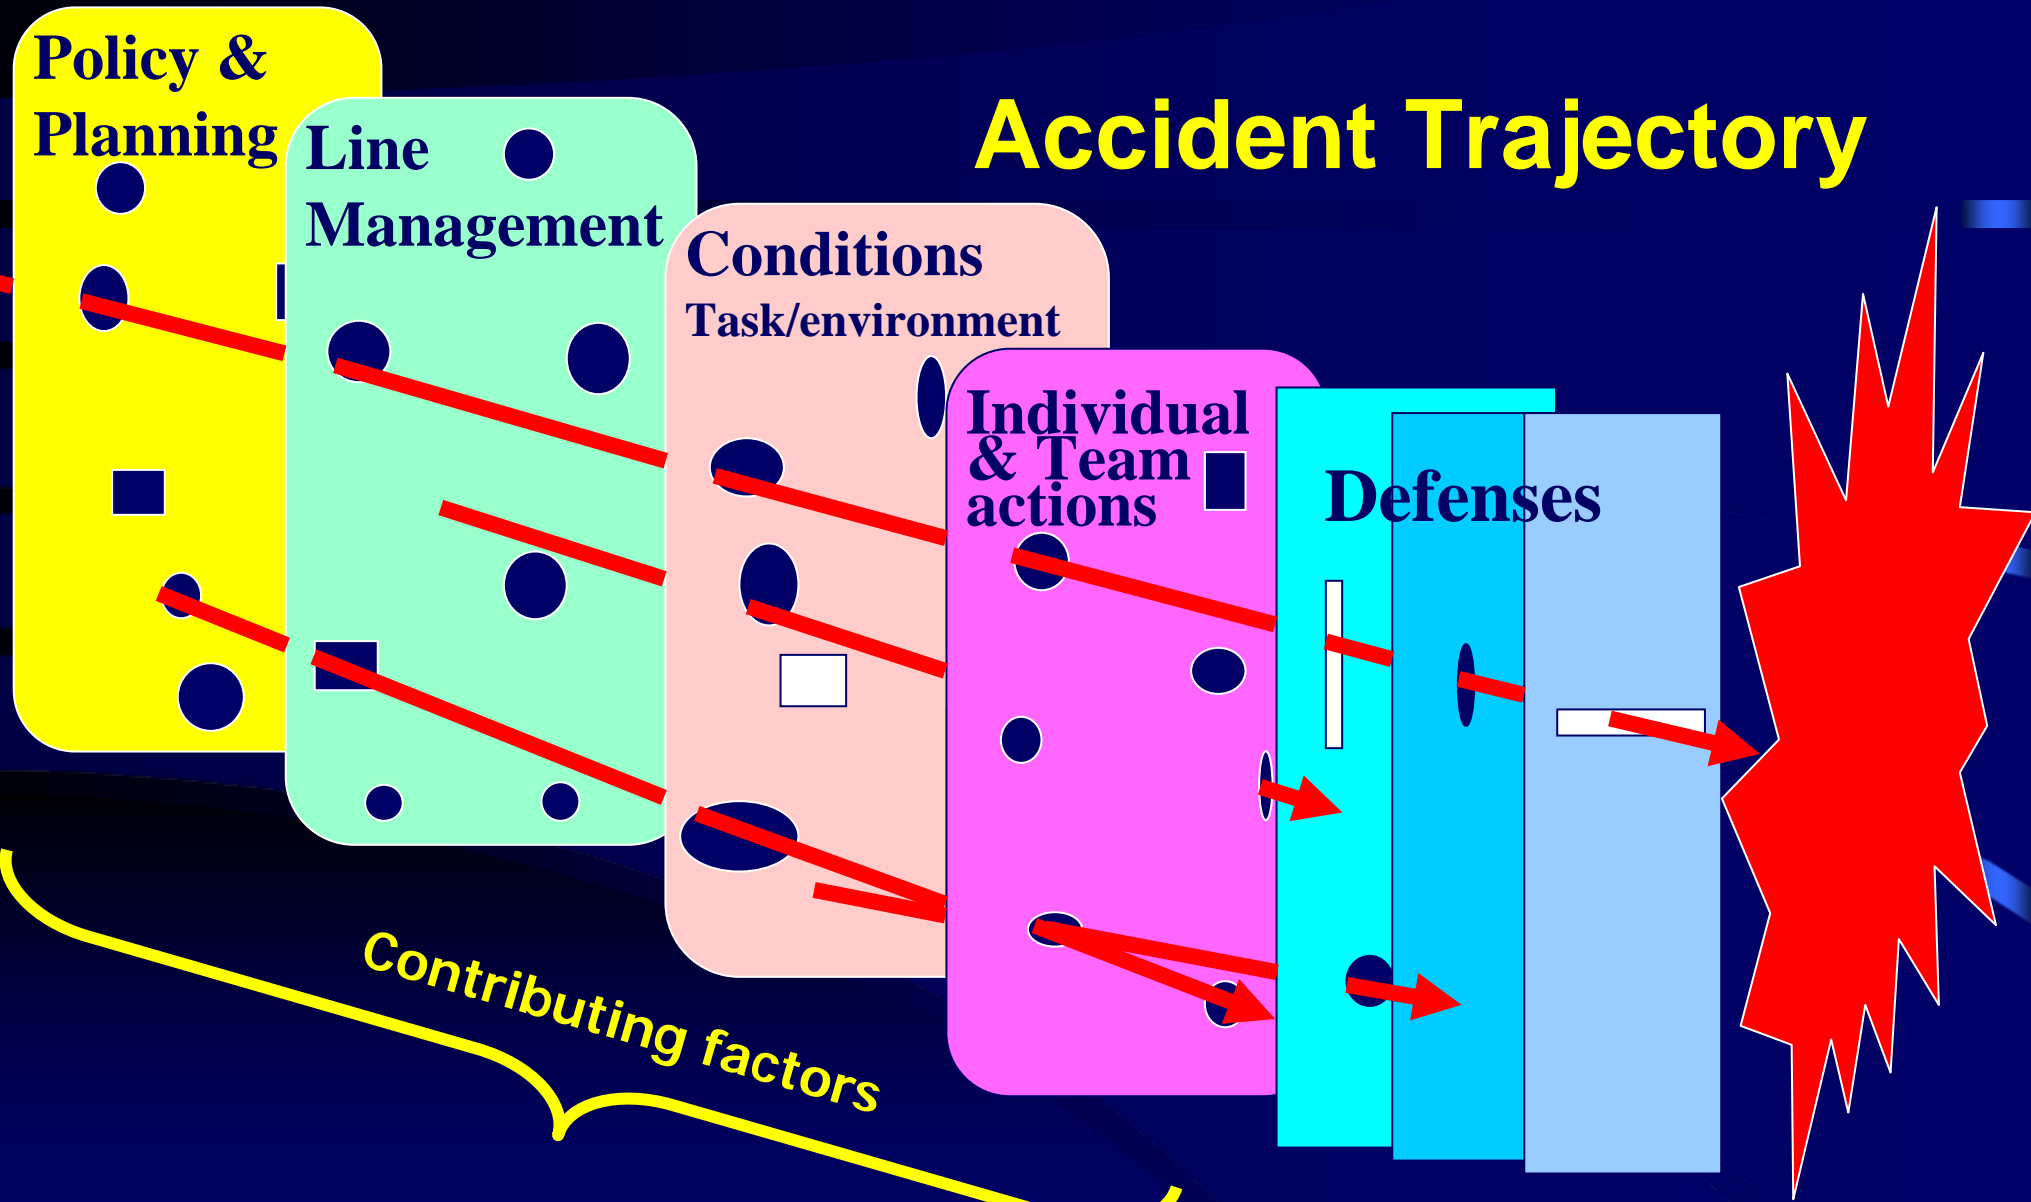 Policy &
Planning
Line
Management
Accident Trajectory
Conditions
Task/environment
Individual
& Team
actions
Defenses
Contributing factors